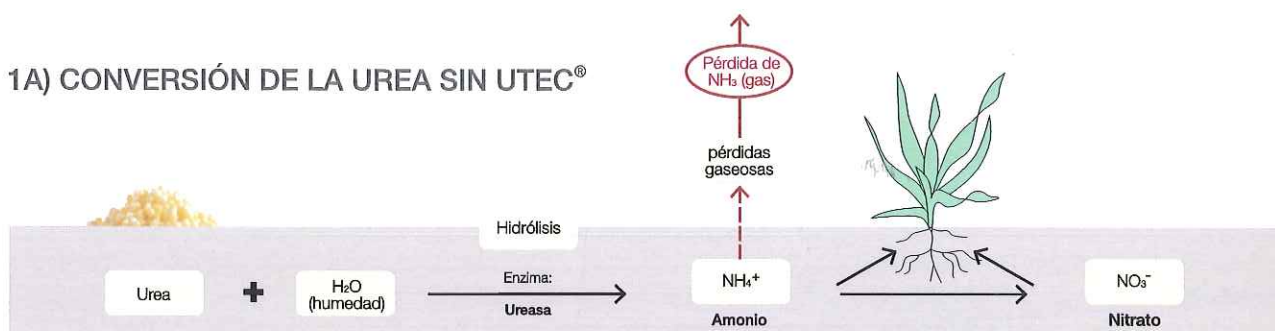 1A) CONVERSIÓN DE LA UREA SIN UTEC®
Pérdida de
NH₃ (gas)
pérdidas
gaseosas
Hidrólisis
Urea
+
H₂O
(humedad)
Enzima:
Ureasa
NH₄⁺
Amonio
NO₃⁻
Nitrato